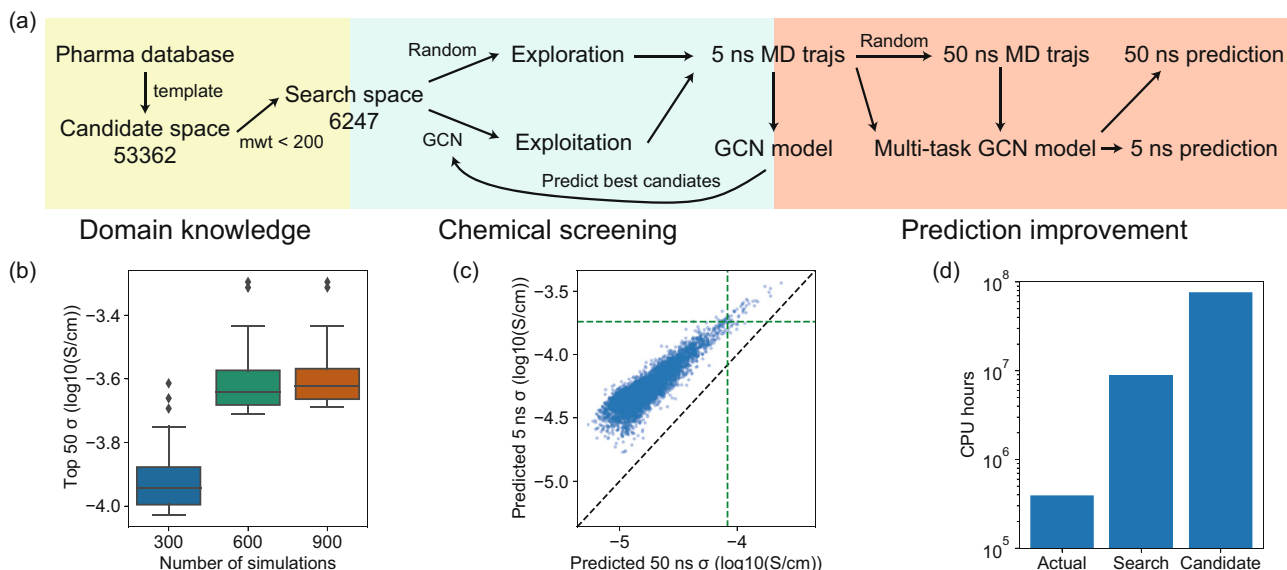 (a)
Pharma database
template
Candidate space
53362
mwt < 200
Search space
6247
Random
Exploration
GCN
Exploitation
5 ns MD trajs
GCN model
Predict best candiates
Random
50 ns MD trajs
50 ns prediction
Multi-task GCN model
5 ns prediction
Domain knowledge
Chemical screening
Prediction improvement
(b)
Top 50 σ (log10(S/cm))
−3.4
−3.6
−3.8
−4.0
300
600
900
Number of simulations
(c)
Predicted 5 ns σ (log10(S/cm))
−3.5
−4.0
−4.5
−5.0
−5
−4
Predicted 50 ns σ (log10(S/cm))
(d)
CPU hours
10^8
10^7
10^6
10^5
Actual
Search
Candidate